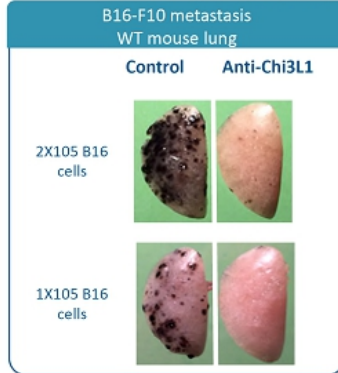 B16-F10 metastasis
WT mouse lung
Control Anti-Chi3L1
2X105 B16
cells
1X105 B16
cells